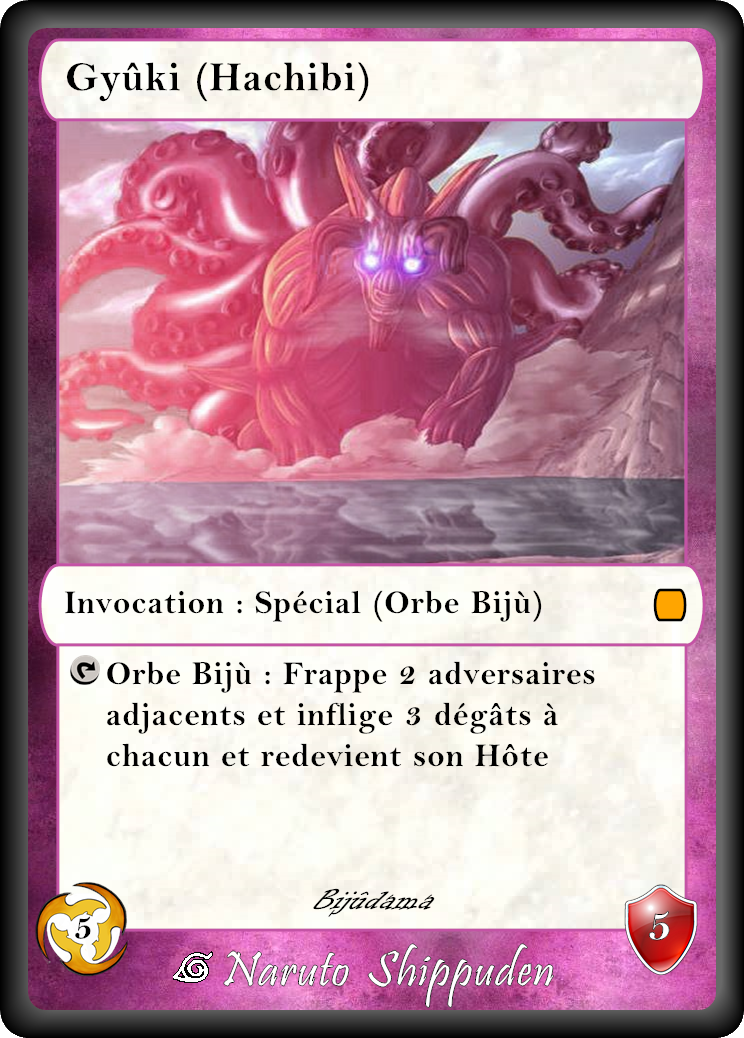 Gyûki (Hachibi)
Invocation : Spécial (Orbe Bijù)
Orbe Bijù : Frappe 2 adversaires
adjacents et inflige 3 dégâts à
chacun et redevient son Hôte
Bijûdama
5
5
Naruto Shippuden